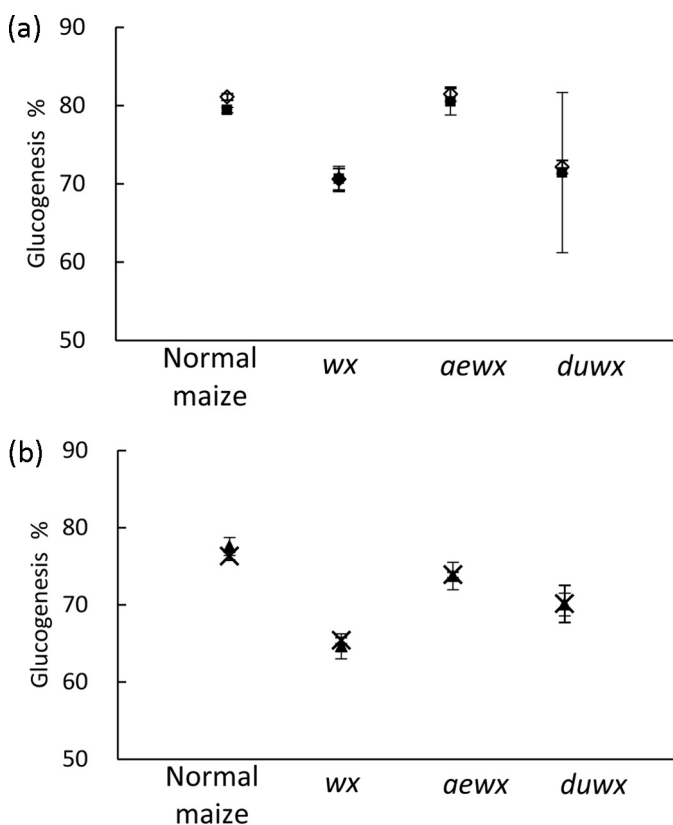 (a)
90
80
70
60
50
Glucogenesis %
Normal
maize
wx
aewx
duwx
(b)
90
80
70
60
50
Glucogenesis %
Normal
maize
wx
aewx
duwx